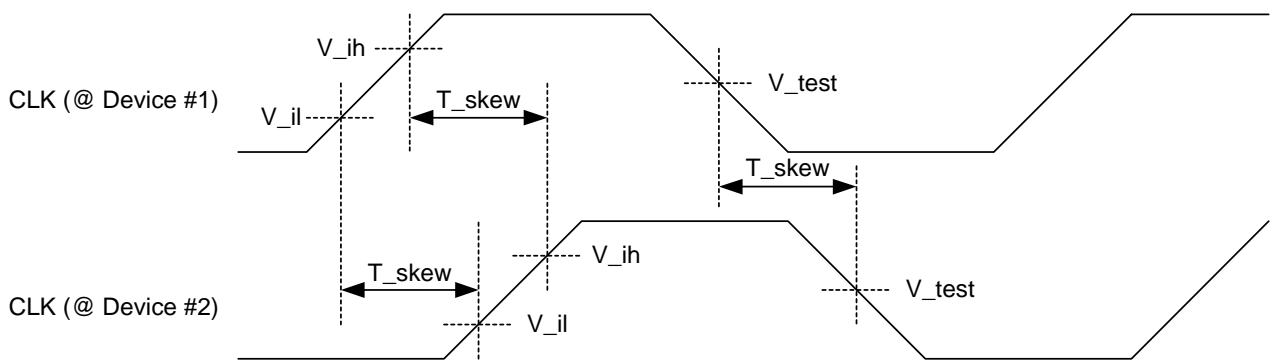 V_ih
V_test
CLK (@ Device #1)
T_skew
V_il
T_skew
V_ih
T_skew
V_test
CLK (@ Device #2)
V_il